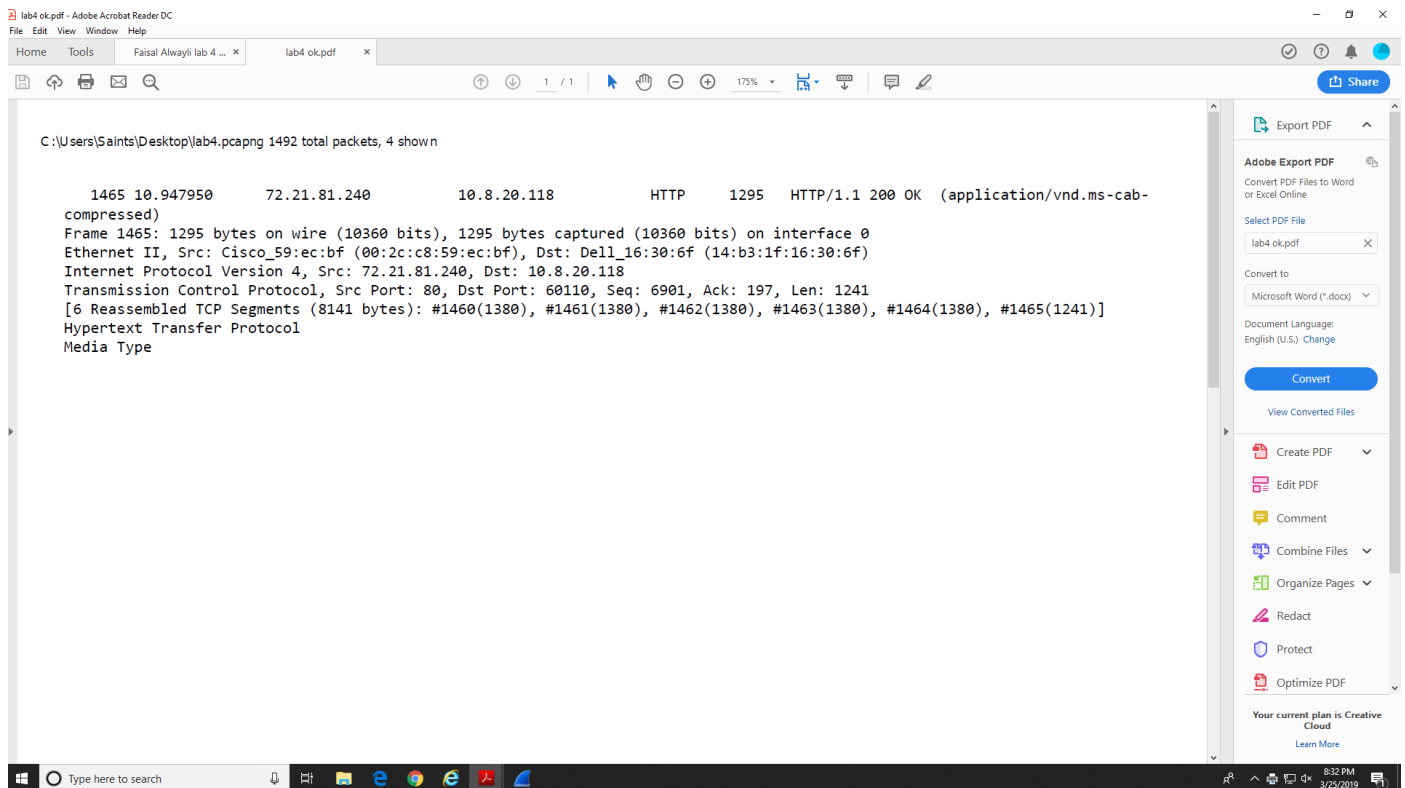 lab4 ok.pdf - Adobe Acrobat Reader DC
File Edit View Window Help
Home Tools Faisal Alwayli lab 4 ... × lab4 ok.pdf ×
1 / 1 175% Share
C:\Users\Saints\Desktop\lab4.pcapng 1492 total packets, 4 shown
1465 10.947950 72.21.81.240 10.8.20.118 HTTP 1295 HTTP/1.1 200 OK (application/vnd.ms-cab-
compressed)
Frame 1465: 1295 bytes on wire (10360 bits), 1295 bytes captured (10360 bits) on interface 0
Ethernet II, Src: Cisco_59:ec:bf (00:2c:c8:59:ec:bf), Dst: Dell_16:30:6f (14:b3:1f:16:30:6f)
Internet Protocol Version 4, Src: 72.21.81.240, Dst: 10.8.20.118
Transmission Control Protocol, Src Port: 80, Dst Port: 60110, Seq: 6901, Ack: 197, Len: 1241
[6 Reassembled TCP Segments (8141 bytes): #1460(1380), #1461(1380), #1462(1380), #1463(1380), #1464(1380), #1465(1241)]
Hypertext Transfer Protocol
Media Type
Export PDF
Adobe Export PDF
Convert PDF Files to Word
or Excel Online
Select PDF File
lab4 ok.pdf
Convert to
Microsoft Word (*.docx)
Document Language:
English (U.S.) Change
Convert
View Converted Files
Create PDF
Edit PDF
Comment
Combine Files
Organize Pages
Redact
Protect
Optimize PDF
Your current plan is Creative
Cloud
Learn More
Type here to search
8:32 PM
3/25/2019